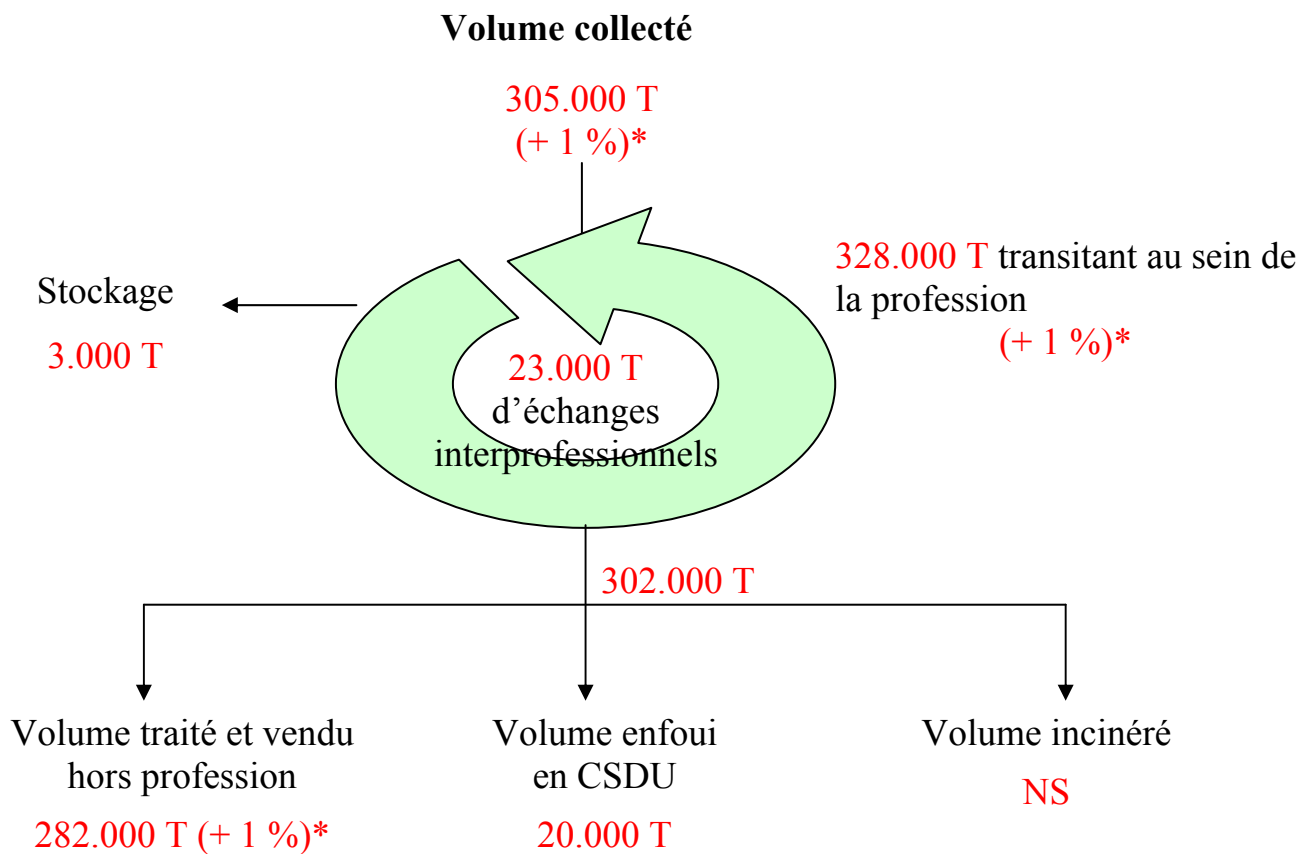 Volume collecté
305.000 T
(+ 1 %)*
328.000 T transitant au sein de
la profession
(+ 1 %)*
Stockage
3.000 T
23.000 T
d’échanges
interprofessionnels
302.000 T
Volume traité et vendu
hors profession
282.000 T (+ 1 %)*
Volume enfoui
en CSDU
20.000 T
Volume incinéré
NS